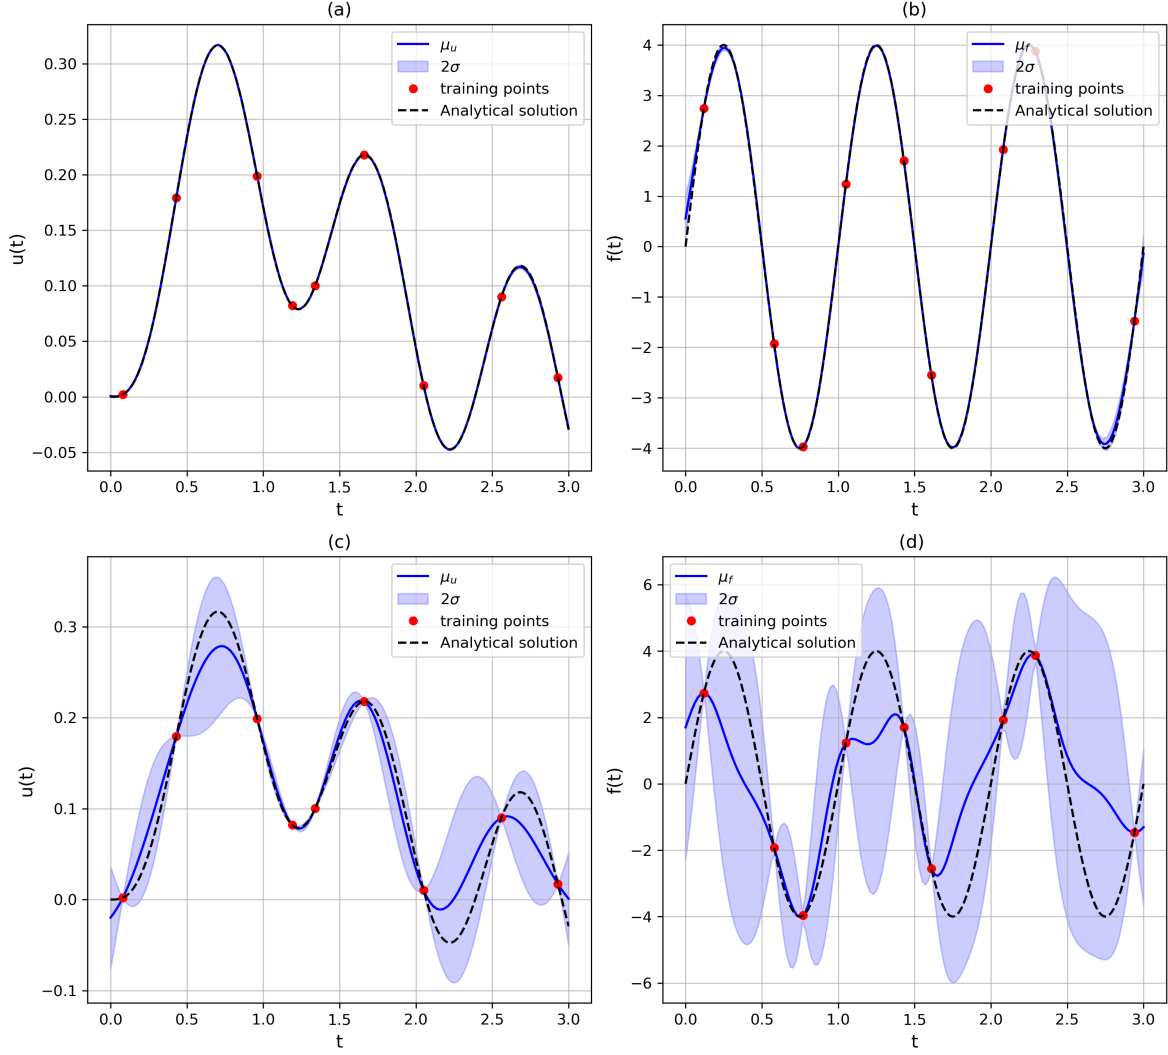 (a)
μu
2σ
training points
Analytical solution
0.30
0.25
0.20
0.15
0.10
0.05
0.00
−0.05
u(t)
0.0 0.5 1.0 1.5 2.0 2.5 3.0
t
(b)
μf
2σ
training points
Analytical solution
4
3
2
1
0
−1
−2
−3
−4
f(t)
0.0 0.5 1.0 1.5 2.0 2.5 3.0
t
(c)
μu
2σ
training points
Analytical solution
0.3
0.2
0.1
0.0
−0.1
u(t)
0.0 0.5 1.0 1.5 2.0 2.5 3.0
t
(d)
μf
2σ
training points
Analytical solution
6
4
2
0
−2
−4
−6
f(t)
0.0 0.5 1.0 1.5 2.0 2.5 3.0
t